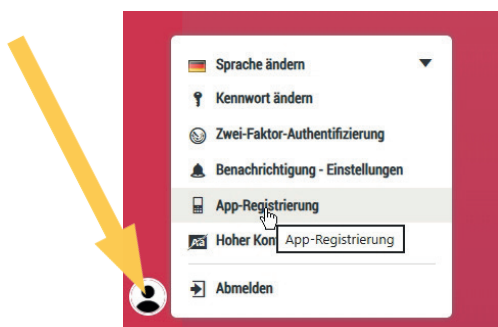 Sprache ändern
Kennwort ändern
Zwei-Faktor-Authentifizierung
Benachrichtigung - Einstellungen
App-Registrierung
Hoher Kon
App-Registrierung
Abmelden